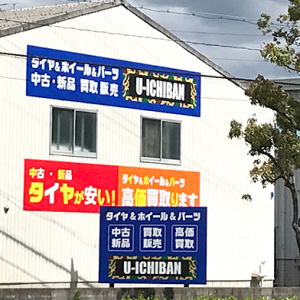 タイヤ&ホイール&パーツ
中古・新品 買取 販売
U-ICHIBAN
中古・新品
タイヤが安い!
タイヤ&ホイール&パーツ
高価買取ります
タイヤ&ホイール&パーツ
中古 買取 高価
新品 販売 買取
U-ICHIBAN